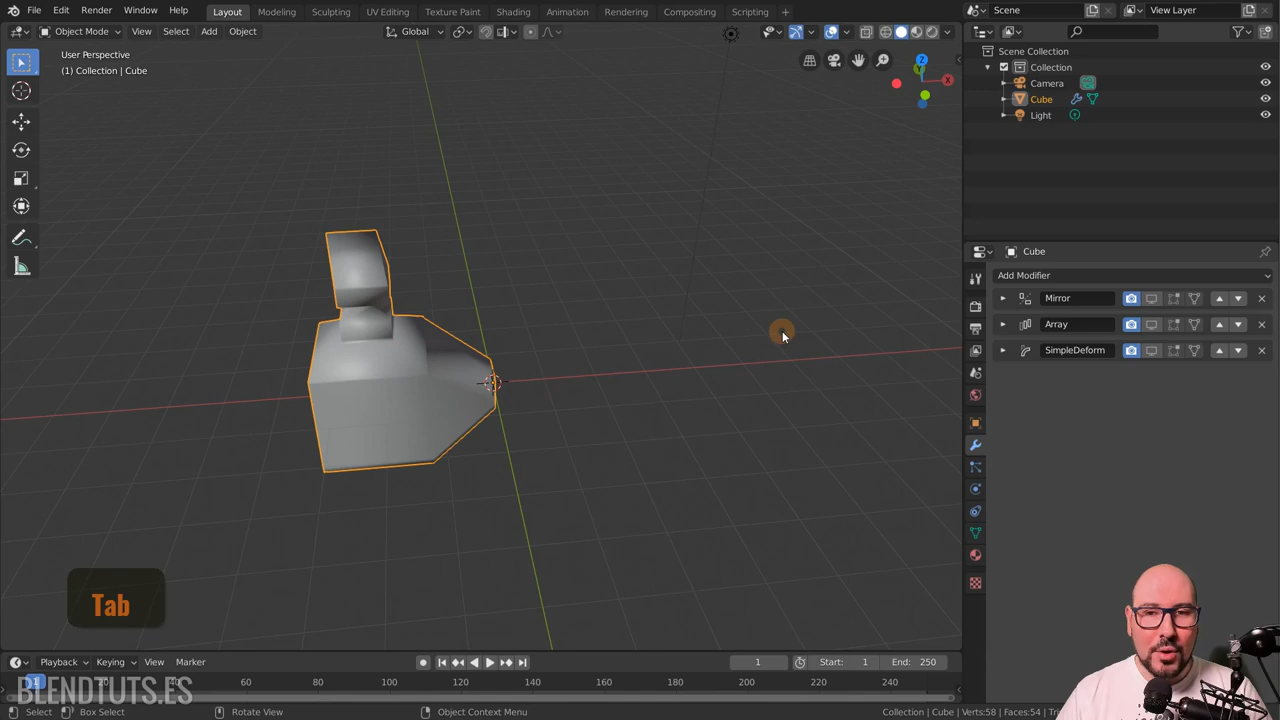 File Edit Render Window Help Layout Modeling Sculpting UV Editing Texture Paint Shading Animation Rendering Compositing Scripting Scene View Layer
Object Mode View Select Add Object Global
User Perspective
(1) Collection | Cube
X
Z
Y
Scene Collection
Collection
Camera
Cube
Light
Cube
Add Modifier
Mirror
Array
SimpleDeform
Tab
Playback Keying View Marker 1 Start: 1 End: 250
1 20 40 60 80 100 120 140 160 180 200 220 240
BLENDTUTS.ES
Select Box Select Rotate View Object Context Menu Collection | Cube | Verts:58 | Faces:54 | Tri